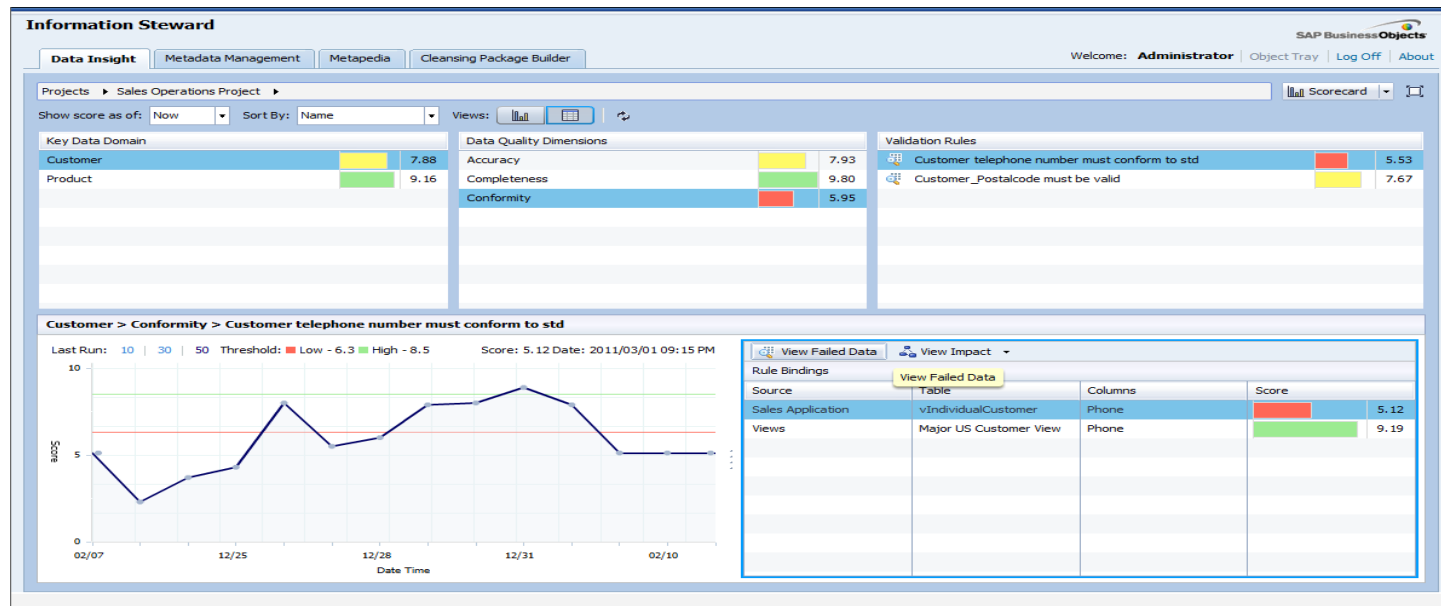 Information Steward
SAP BusinessObjects
Data Insight Metadata Management Metapedia Cleansing Package Builder
Welcome: Administrator | Object Tray | Log Off | About
Projects Sales Operations Project
Scorecard
Show score as of: Now Sort By: Name Views:
Key Data Domain
Customer 7.88
Product 9.16
Data Quality Dimensions
Accuracy 7.93
Completeness 9.80
Conformity 5.95
Validation Rules
Customer telephone number must conform to std 5.53
Customer_Postalcode must be valid 7.67
Customer > Conformity > Customer telephone number must conform to std
Last Run: 10 | 30 | 50 Threshold: Low - 6.3 High - 8.5 Score: 5.12 Date: 2011/03/01 09:15 PM
10
5
0
Score
02/07 12/25 12/28 12/31 02/10
Date Time
View Failed Data View Impact
Rule Bindings
View Failed Data
Source Table Columns Score
Sales Application vIndividualCustomer Phone 5.12
Views Major US Customer View Phone 9.19